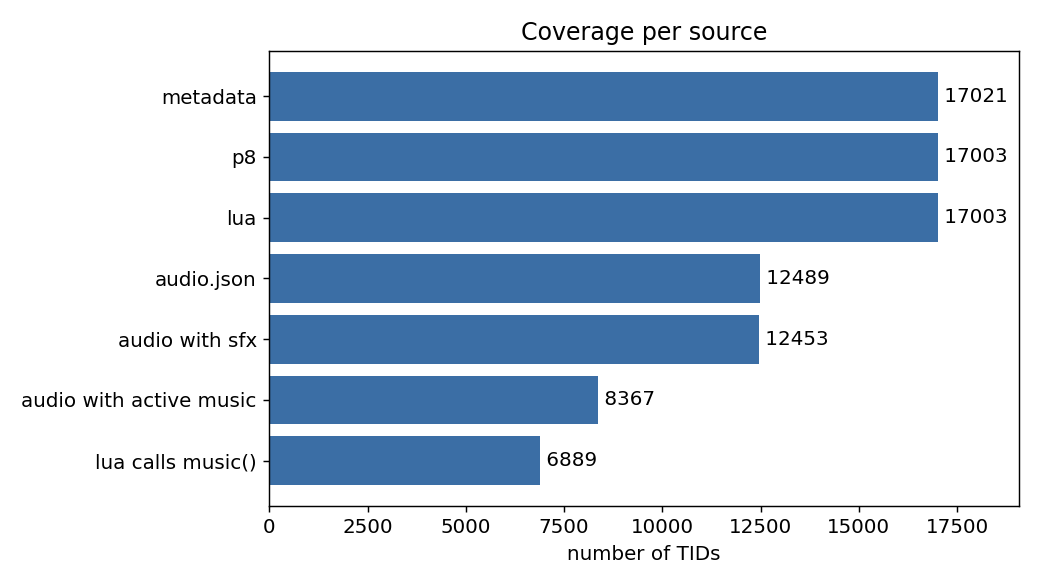 Coverage per source
metadata 17021
p8 17003
lua 17003
audio.json 12489
audio with sfx 12453
audio with active music 8367
lua calls music() 6889
0 2500 5000 7500 10000 12500 15000 17500
number of TIDs